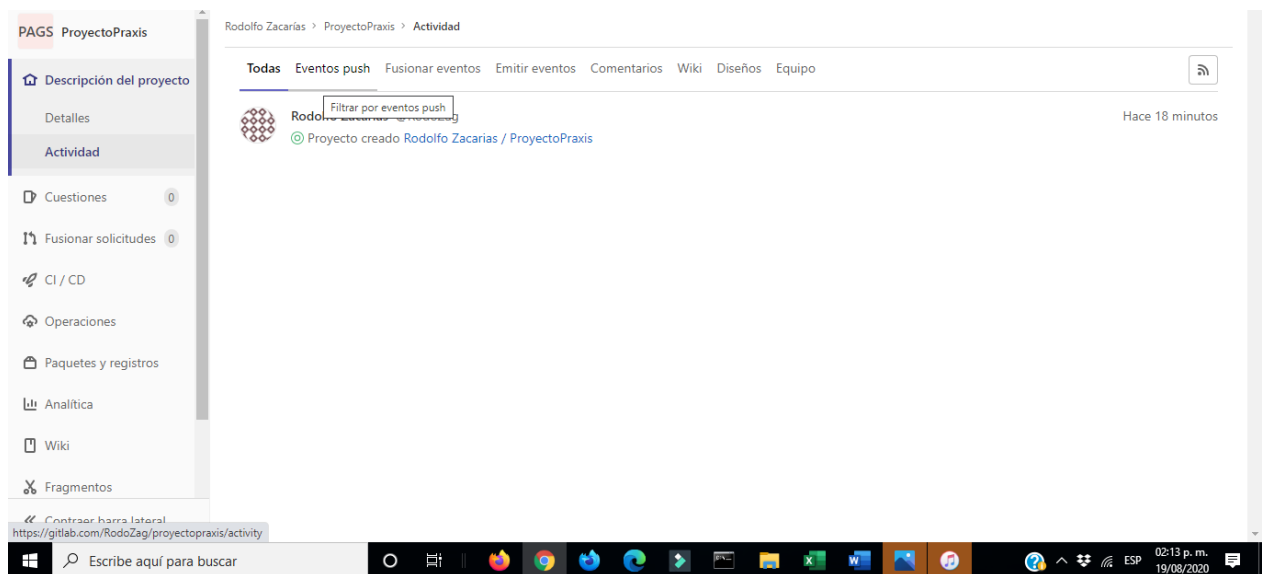 PAGS ProyectoPraxis
Descripción del proyecto
Detalles
Actividad
Cuestiones 0
Fusionar solicitudes 0
CI / CD
Operaciones
Paquetes y registros
Analítica
Wiki
Fragmentos
Contraer barra lateral
https://gitlab.com/RodoZag/proyectopraxis/activity
Rodolfo Zacarías > ProyectoPraxis > Actividad
Todas Eventos push Fusionar eventos Emitir eventos Comentarios Wiki Diseños Equipo
Filtrar por eventos push
Rodolfo Zacarias @RodoZag Hace 18 minutos
Proyecto creado Rodolfo Zacarias / ProyectoPraxis
Escribe aquí para buscar
ESP 02:13 p. m.
19/08/2020